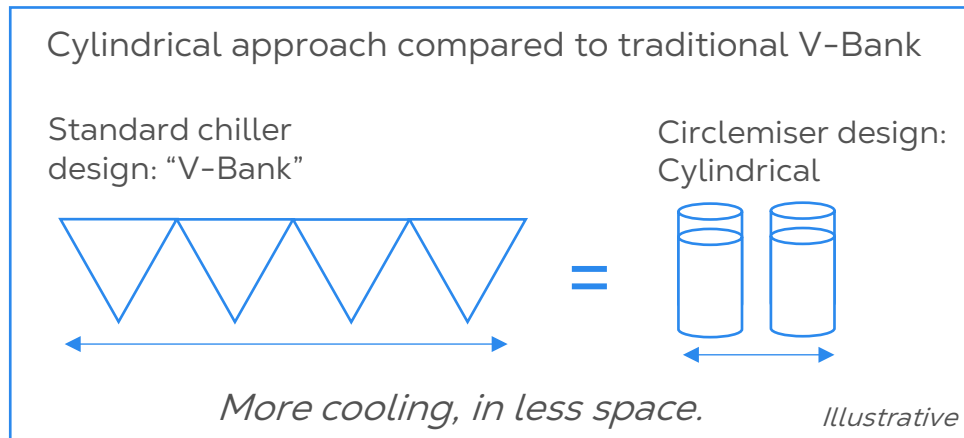 Cylindrical approach compared to traditional V-Bank
Standard chiller
design: “V-Bank”
Circlemiser design:
Cylindrical
=
More cooling, in less space.
Illustrative